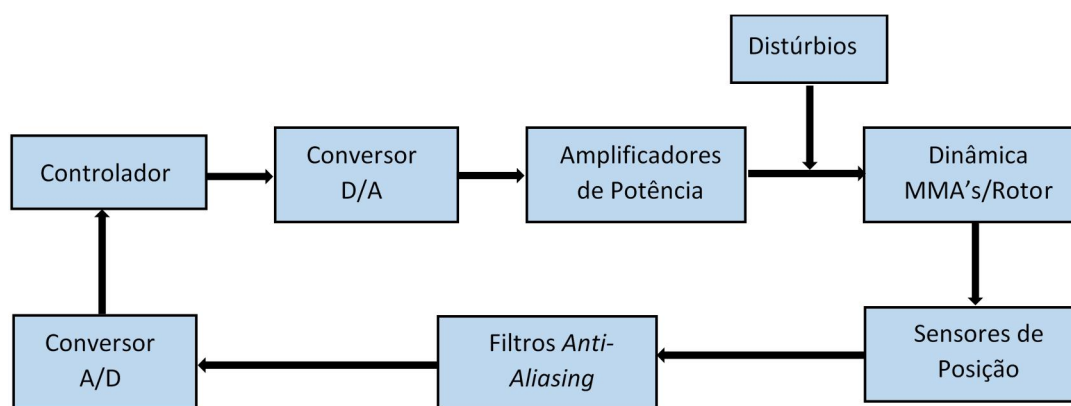 Distúrbios
Controlador
Conversor
D/A
Amplificadores
de Potência
Dinâmica
MMA’s/Rotor
Conversor
A/D
Filtros Anti-
Aliasing
Sensores de
Posição